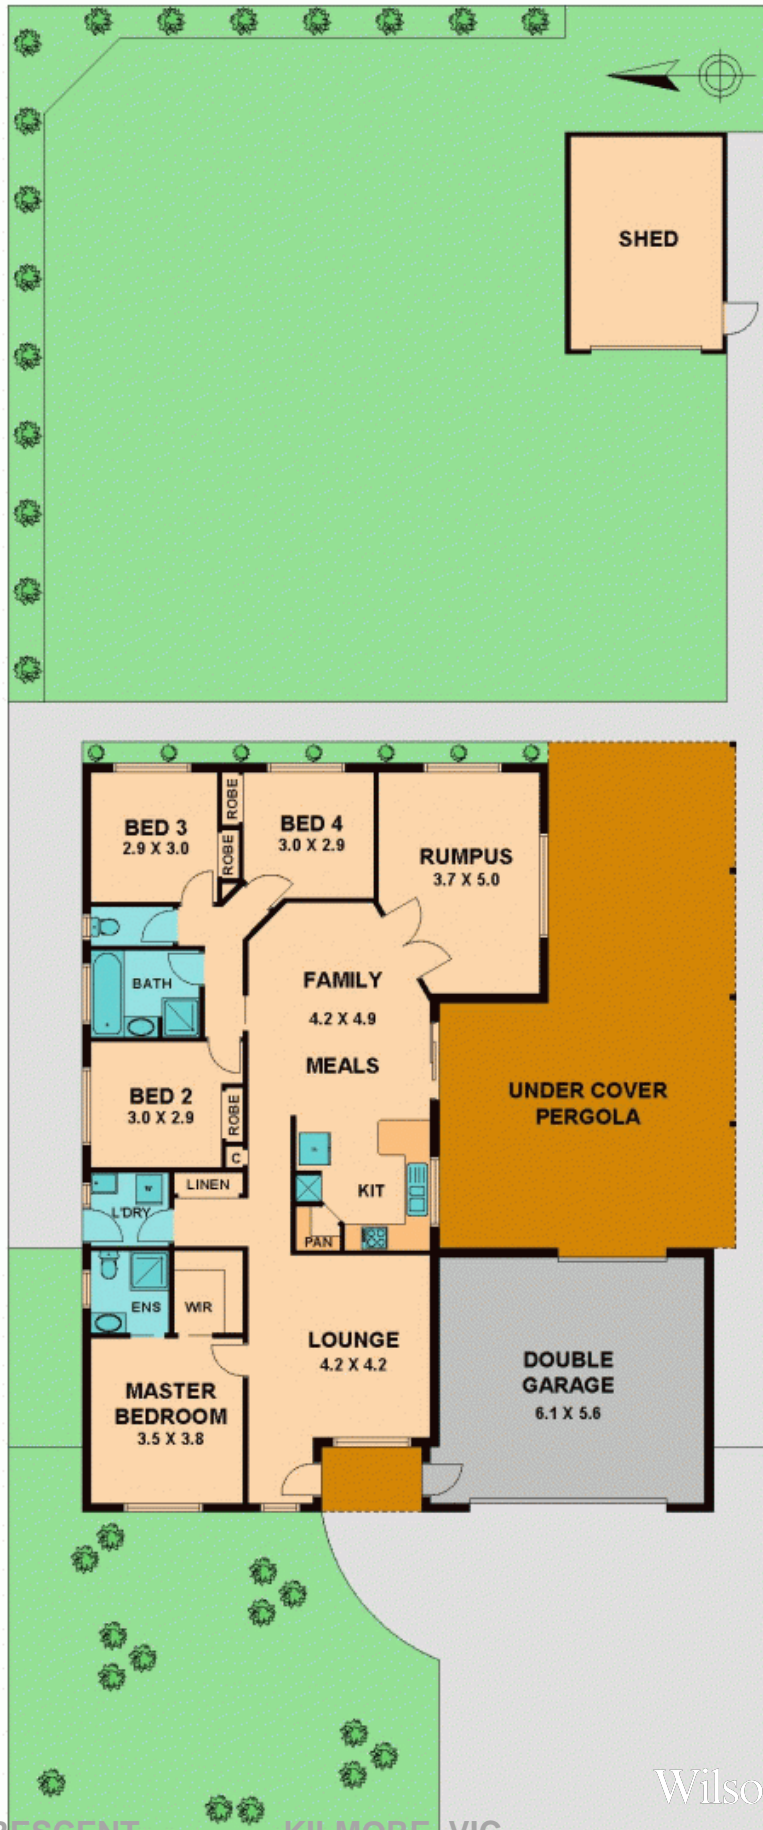 SHED
ROBE
BED 3
2.9 X 3.0
BED 4
3.0 X 2.9
ROBE
RUMPUS
3.7 X 5.0
BATH
FAMILY
4.2 X 4.9
MEALS
BED 2
3.0 X 2.9
ROBE
UNDER COVER
PERGOLA
C
LINEN
W
L'DRY
KIT
PAN
ENS
WIR
LOUNGE
4.2 X 4.2
DOUBLE
GARAGE
6.1 X 5.6
MASTER
BEDROOM
3.5 X 3.8
Wilso
RESCENT KILMORE VIC